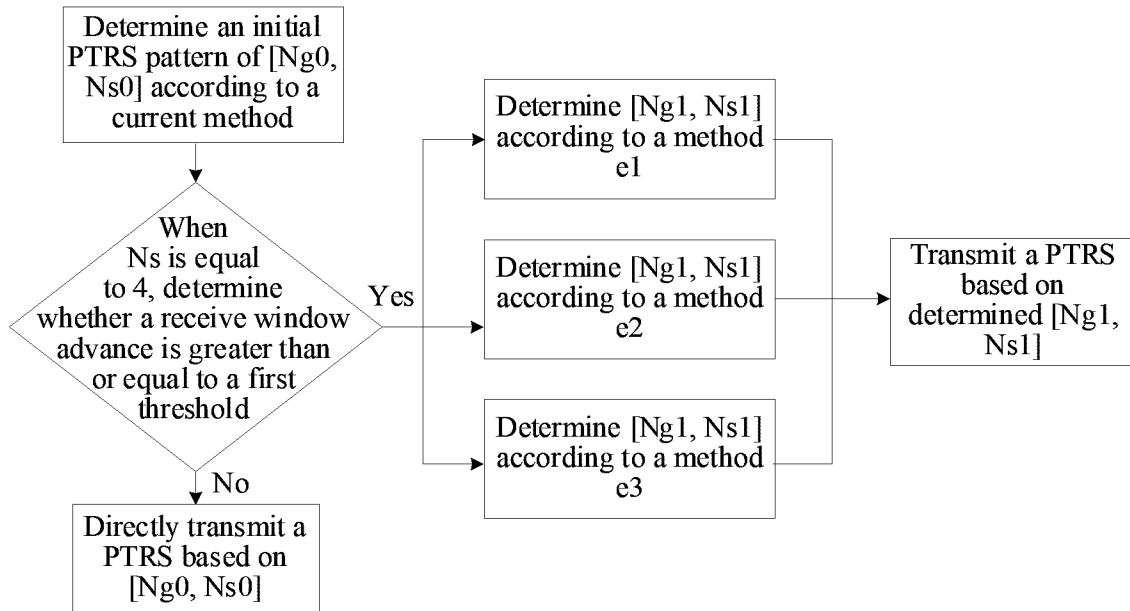 Determine an initial
PTRS pattern of [Ng0,
Ns0] according to a
current method
When
Ns is equal
to 4, determine
whether a receive window
advance is greater than
or equal to a first
threshold
Yes
No
Directly transmit a
PTRS based on
[Ng0, Ns0]
Determine [Ng1, Ns1]
according to a method
e1
Determine [Ng1, Ns1]
according to a method
e2
Determine [Ng1, Ns1]
according to a method
e3
Transmit a PTRS
based on
determined [Ng1,
Ns1]